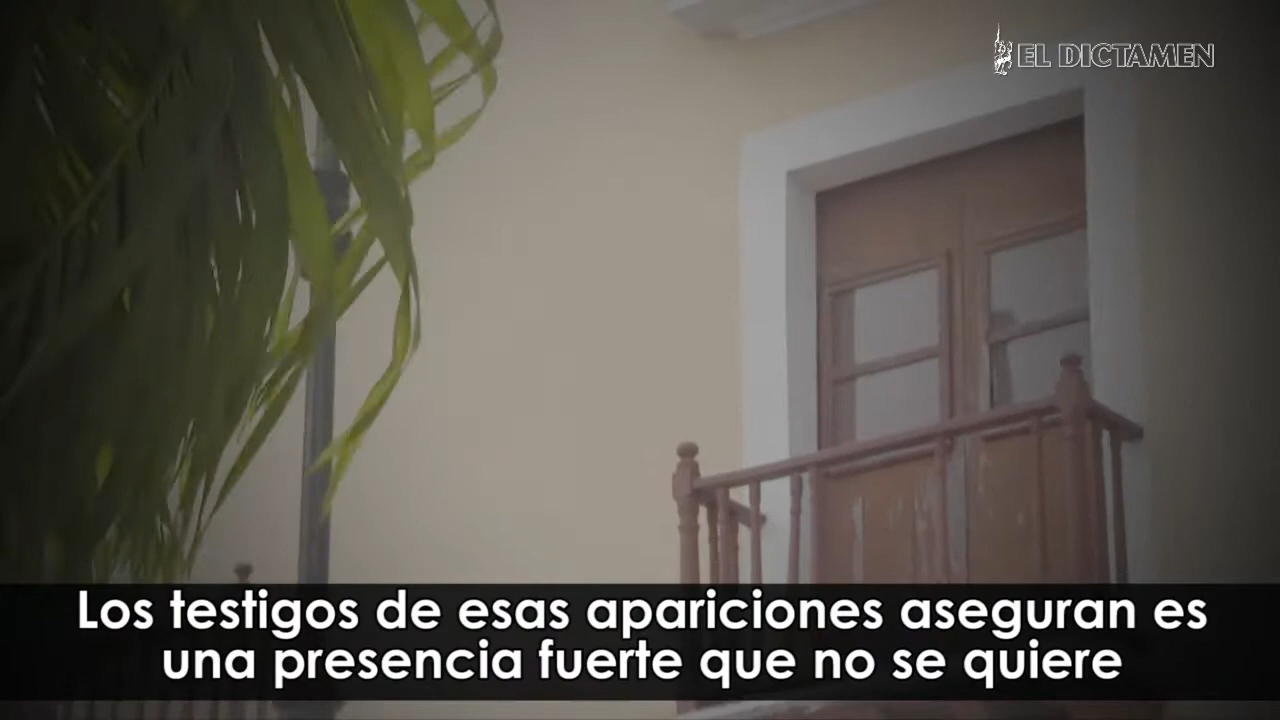 EL DICTAMEN
Los testigos de esas apariciones aseguran es
una presencia fuerte que no se quiere